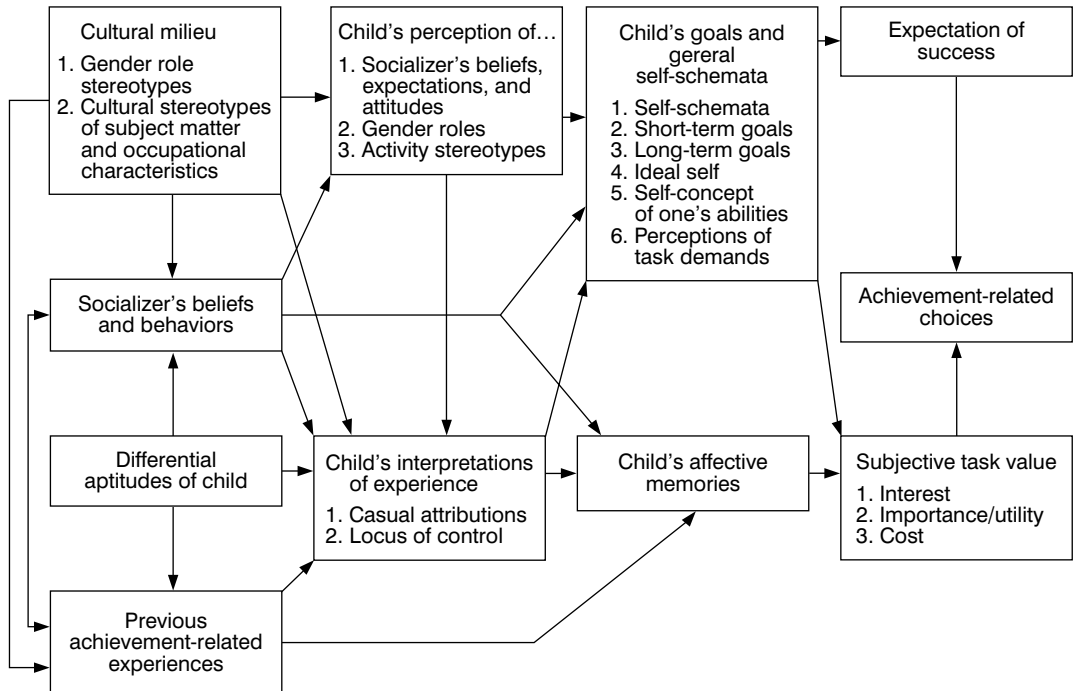 Cultural milieu
1. Gender role
stereotypes
2. Cultural stereotypes
of subject matter
and occupational
characteristics
Child's perception of…
1. Socializer's beliefs,
expectations, and
attitudes
2. Gender roles
3. Activity stereotypes
Child's goals and
gereral
self-schemata
1. Self-schemata
2. Short-term goals
3. Long-term goals
4. Ideal self
5. Self-concept
of one's abilities
6. Perceptions of
task demands
Expectation of
success
Socializer's beliefs
and behaviors
Achievement-related
choices
Differential
aptitudes of child
Child's interpretations
of experience
1. Casual attributions
2. Locus of control
Child's affective
memories
Subjective task value
1. Interest
2. Importance/utility
3. Cost
Previous
achievement-related
experiences